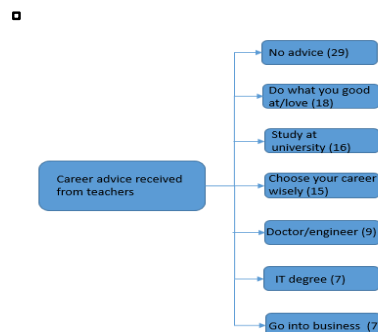 No advice (29)
Do what you good
at/love (18)
Study at
university (16)
Career advice received
from teachers
Choose your career
wisely (15)
Doctor/engineer (9)
IT degree (7)
Go into business (7